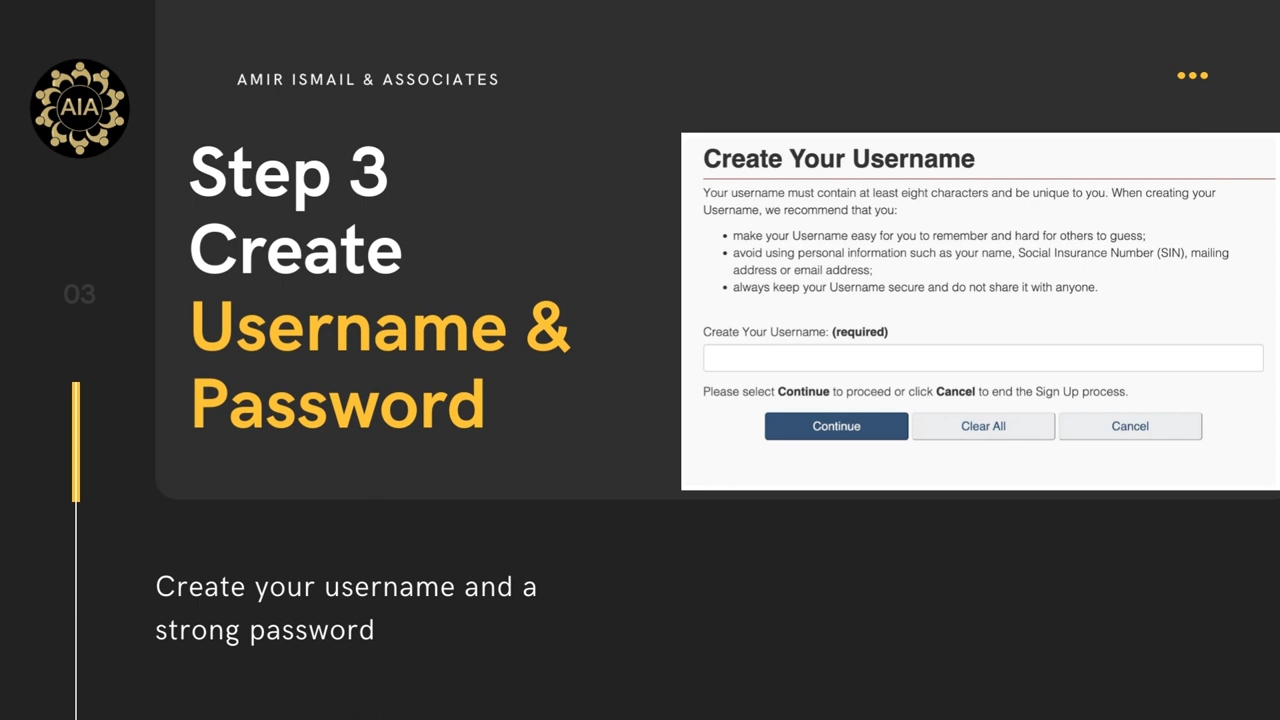 AIA
AMIR ISMAIL & ASSOCIATES
03
Step 3
Create
Username &
Password
Create Your Username
Your username must contain at least eight characters and be unique to you. When creating your
Username, we recommend that you:
• make your Username easy for you to remember and hard for others to guess;
• avoid using personal information such as your name, Social Insurance Number (SIN), mailing
address or email address;
• always keep your Username secure and do not share it with anyone.
Create Your Username: (required)
Please select Continue to proceed or click Cancel to end the Sign Up process.
Continue Clear All Cancel
Create your username and a
strong password